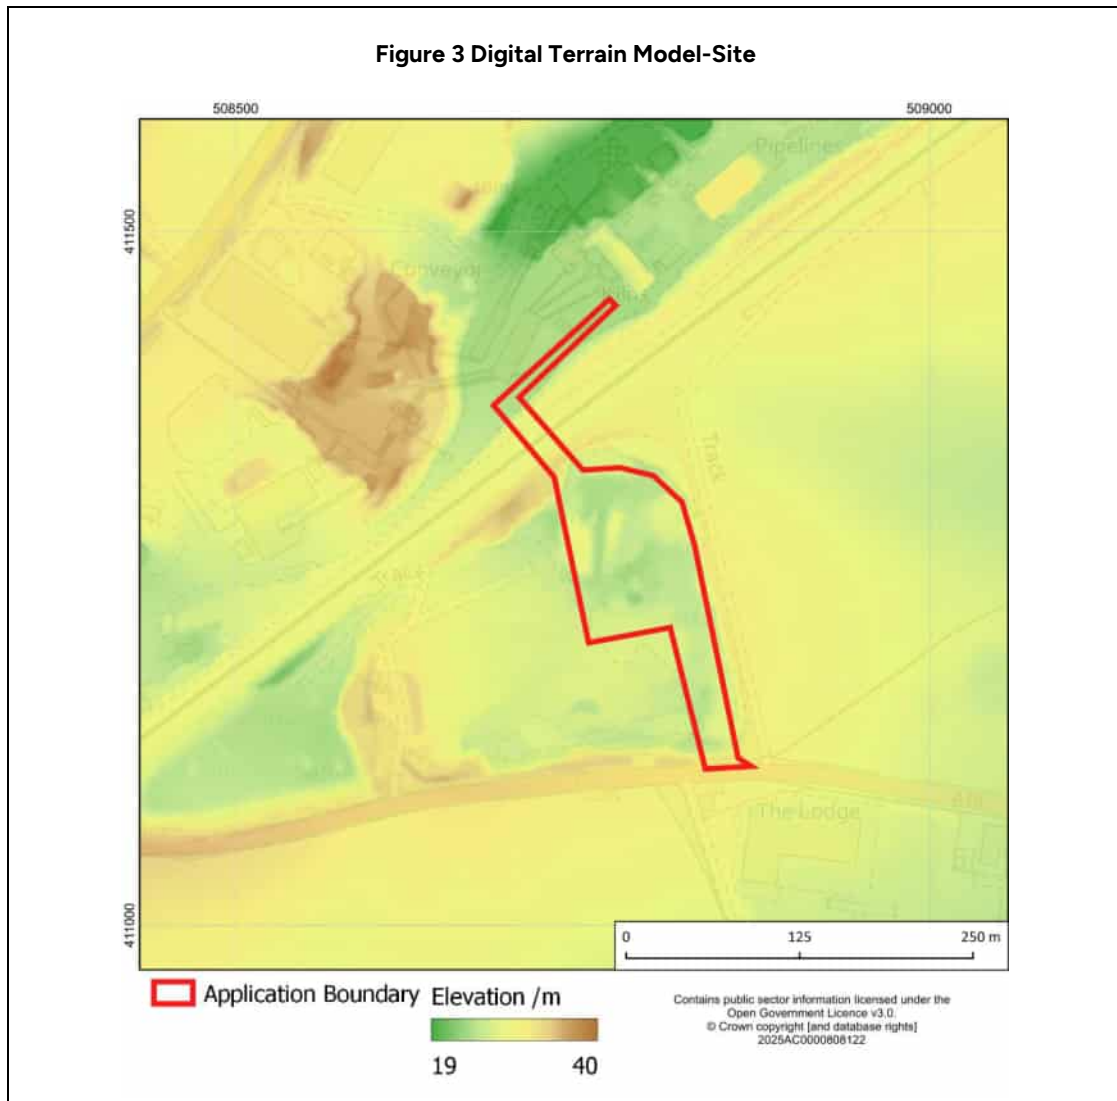 Figure 3 Digital Terrain Model-Site
508500
509000
Pipelines
411500
Conveyor
Kilns
Track
The Lodge
411000
0
125
250 m
Application Boundary
Elevation /m
19
40
Contains public sector information licensed under the
Open Government Licence v3.0.
© Crown copyright [and database rights]
2025AC0000808122